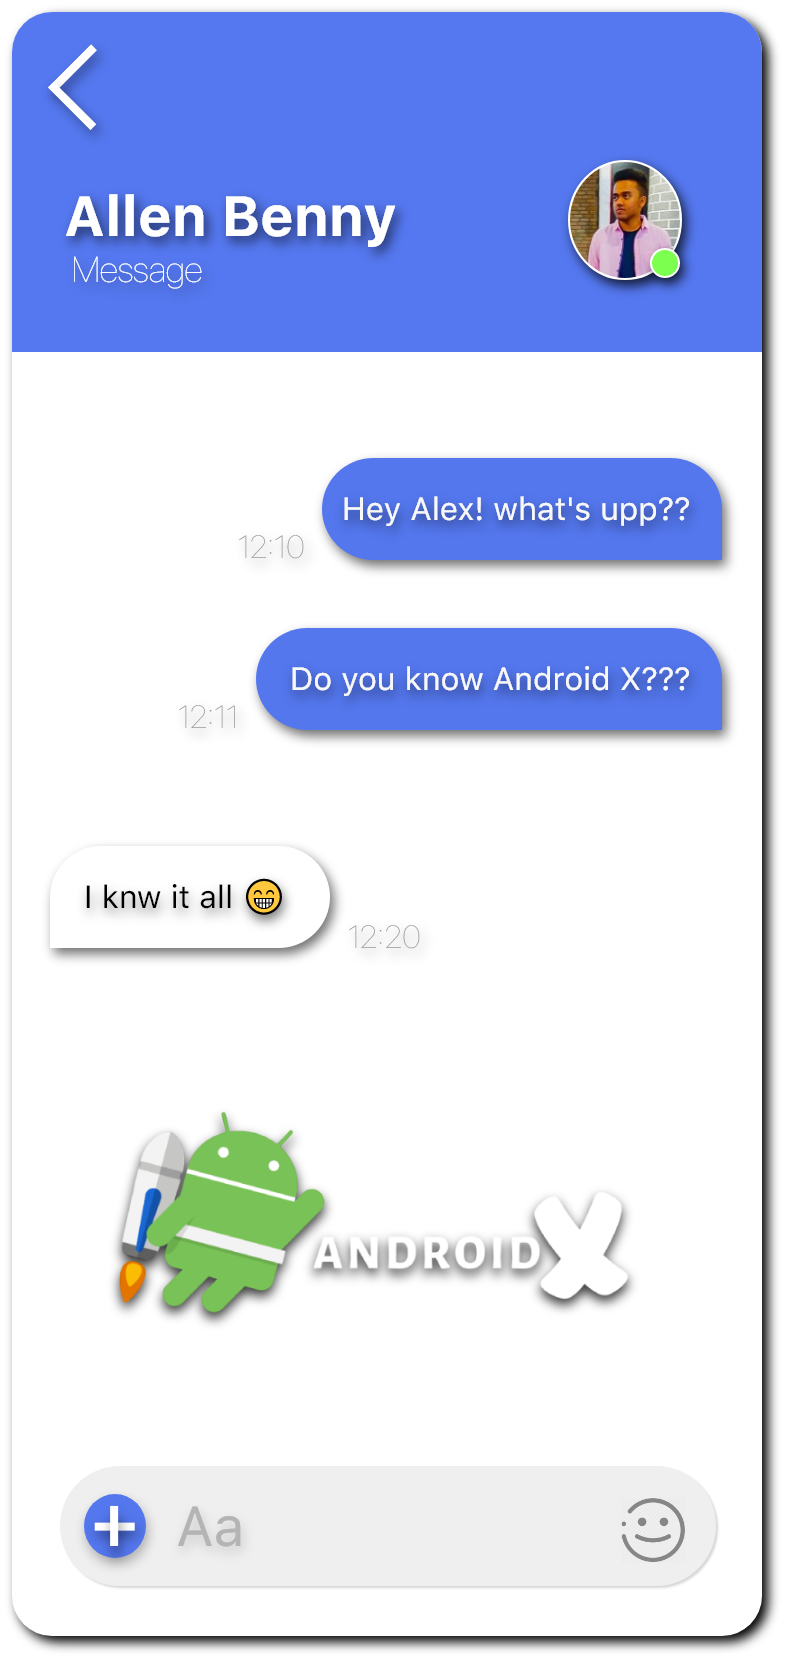 Allen Benny
Message
Hey Alex! what's upp??
12:10
Do you know Android X???
12:11
I knw it all 😁
12:20
ANDROID X
Aa